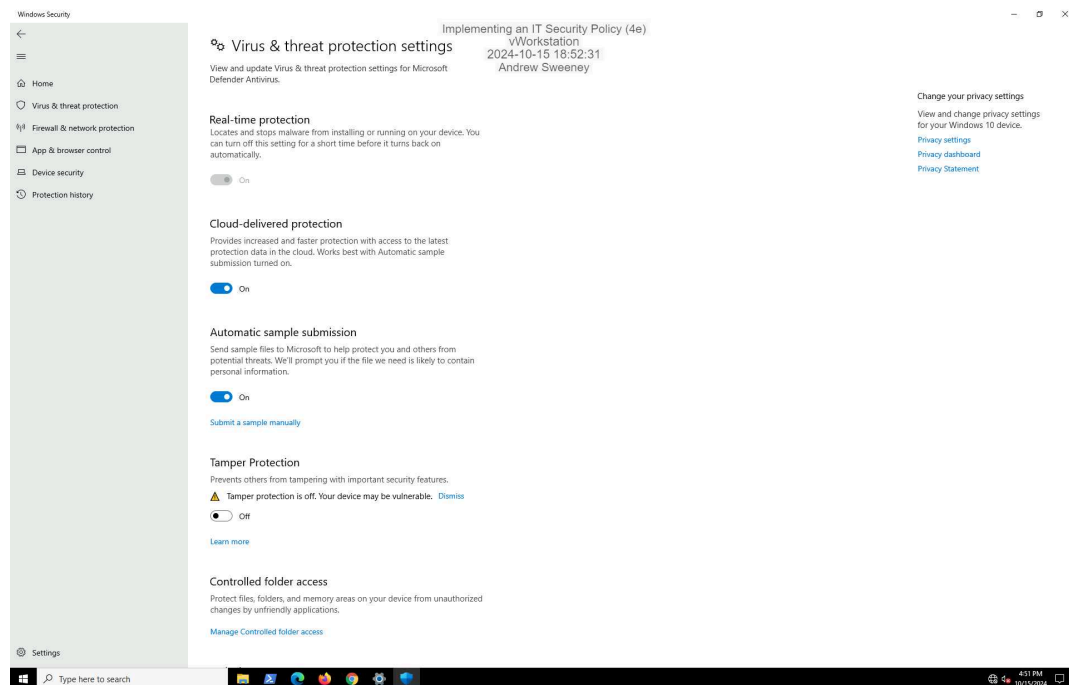 Windows Security
Implementing an IT Security Policy (4e)
vWorkstation
2024-10-15 18:52:31
Andrew Sweeney
Home
Virus & threat protection
Firewall & network protection
App & browser control
Device security
Protection history
Settings
Virus & threat protection settings
View and update Virus & threat protection settings for Microsoft
Defender Antivirus.
Real-time protection
Locates and stops malware from installing or running on your device. You
can turn off this setting for a short time before it turns back on
automatically.
On
Cloud-delivered protection
Provides increased and faster protection with access to the latest
protection data in the cloud. Works best with Automatic sample
submission turned on.
On
Automatic sample submission
Send sample files to Microsoft to help protect you and others from
potential threats. We'll prompt you if the file we need is likely to contain
personal information.
On
Submit a sample manually
Tamper Protection
Prevents others from tampering with important security features.
Tamper protection is off. Your device may be vulnerable. Dismiss
Off
Learn more
Controlled folder access
Protect files, folders, and memory areas on your device from unauthorized
changes by unfriendly applications.
Manage Controlled folder access
Change your privacy settings
View and change privacy settings
for your Windows 10 device.
Privacy settings
Privacy dashboard
Privacy Statement
Type here to search
4:51 PM
10/15/2024